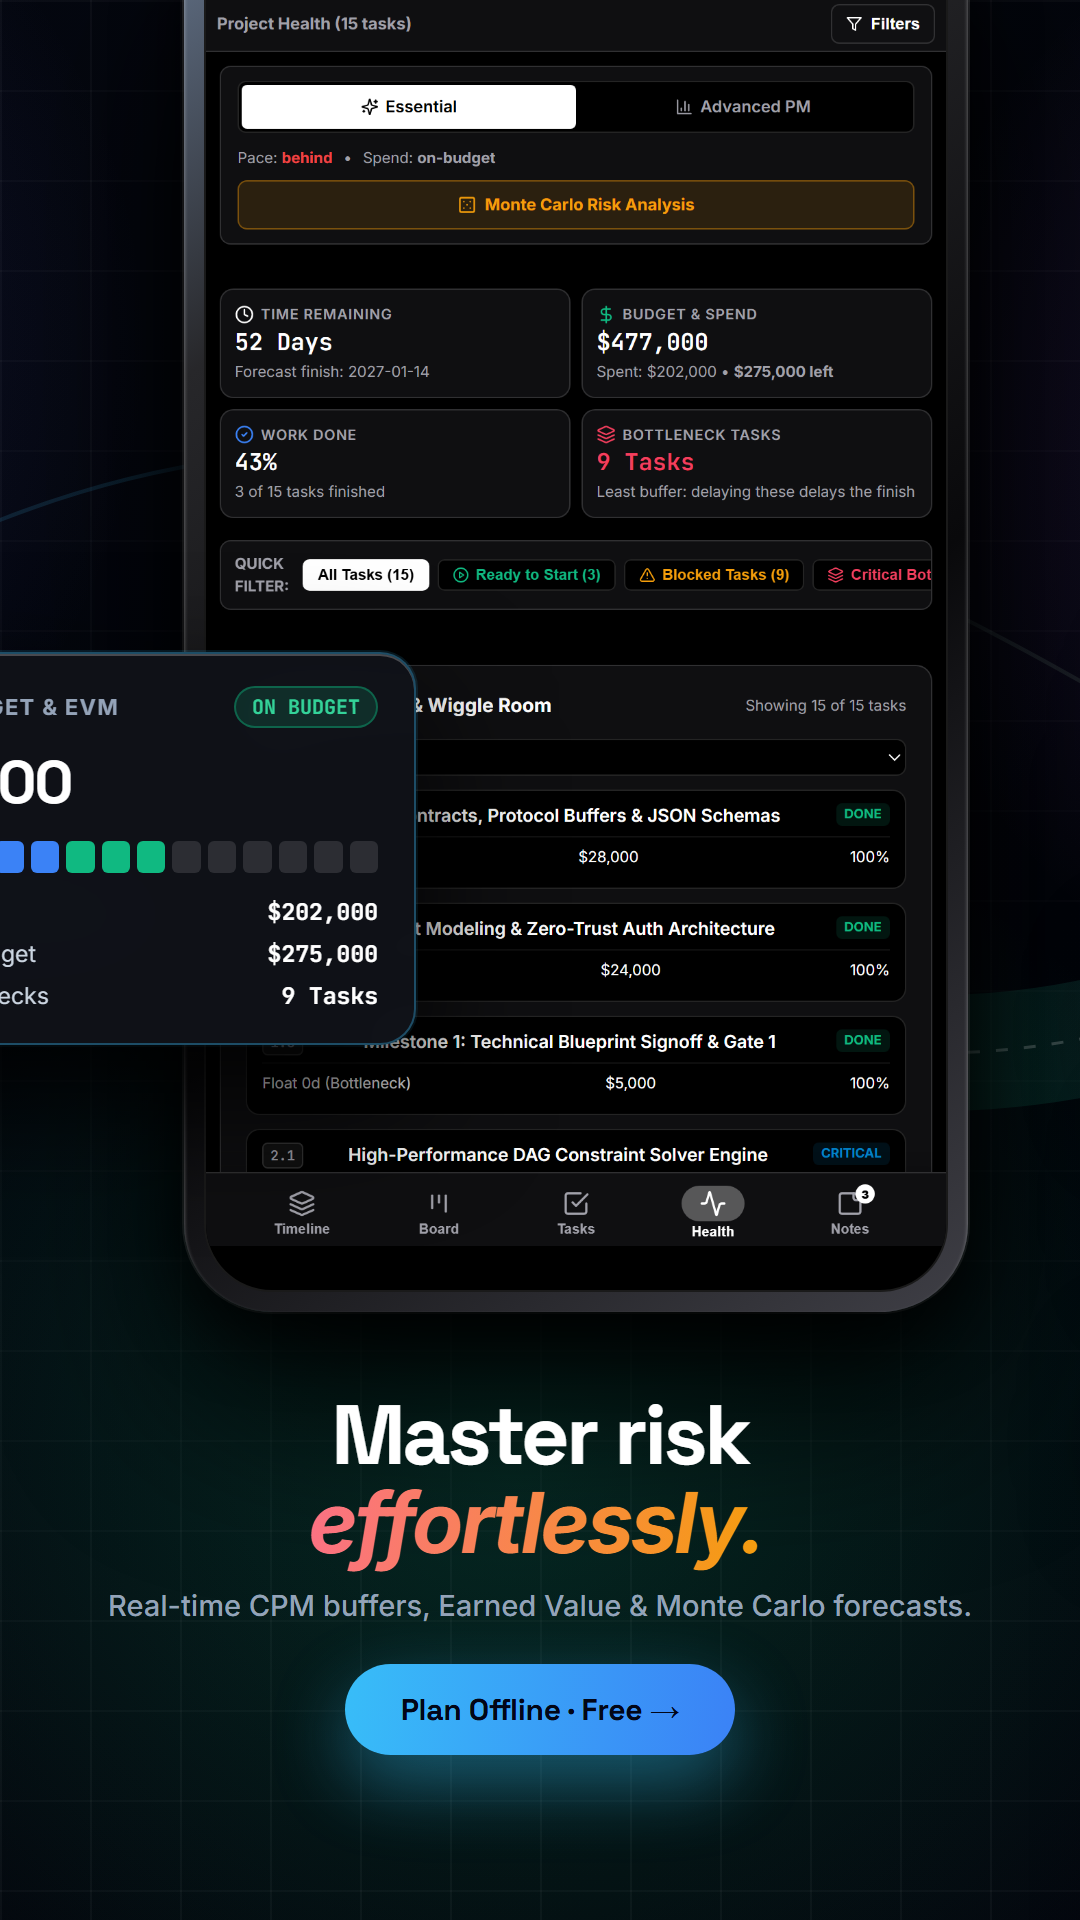 Project Health (15 tasks)
Filters
Essential
Advanced PM
Pace: behind • Spend: on-budget
Monte Carlo Risk Analysis
TIME REMAINING
52 Days
Forecast finish: 2027-01-14
BUDGET & SPEND
$477,000
Spent: $202,000 • $275,000 left
WORK DONE
43%
3 of 15 tasks finished
BOTTLENECK TASKS
9 Tasks
Least buffer: delaying these delays the finish
QUICK
FILTER:
All Tasks (15)
Ready to Start (3)
Blocked Tasks (9)
Critical Bot
GET & EVM
ON BUDGET
00
$202,000
get
$275,000
ecks
9 Tasks
& Wiggle Room
Showing 15 of 15 tasks
ntracts, Protocol Buffers & JSON Schemas
DONE
$28,000
100%
t Modeling & Zero-Trust Auth Architecture
DONE
$24,000
100%
Milestone 1: Technical Blueprint Signoff & Gate 1
DONE
Float 0d (Bottleneck)
$5,000
100%
2.1
High-Performance DAG Constraint Solver Engine
CRITICAL
Timeline
Board
Tasks
Health
3
Notes
Master risk
effortlessly.
Real-time CPM buffers, Earned Value & Monte Carlo forecasts.
Plan Offline · Free →